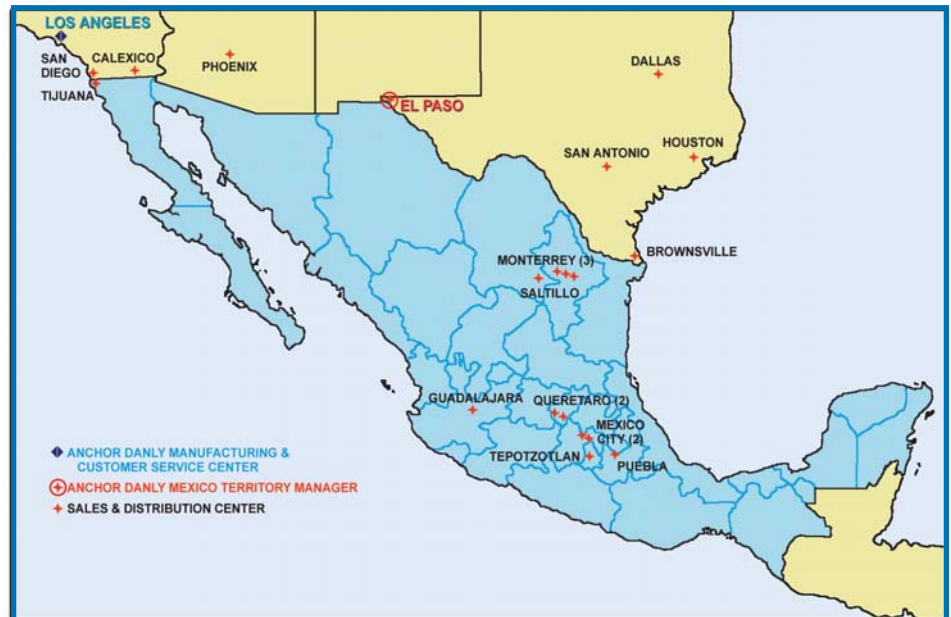 LOS ANGELES
SAN
DIEGO
CALEXICO
TIJUANA
PHOENIX
EL PASO
DALLAS
SAN ANTONIO
HOUSTON
BROWNSVILLE
MONTERREY (3)
SALTILLO
GUADALAJARA
QUERETARO (2)
MEXICO
CITY (2)
TEPOTZOTLAN
PUEBLA
ANCHOR DANLY MANUFACTURING &
CUSTOMER SERVICE CENTER
ANCHOR DANLY MEXICO TERRITORY MANAGER
SALES & DISTRIBUTION CENTER